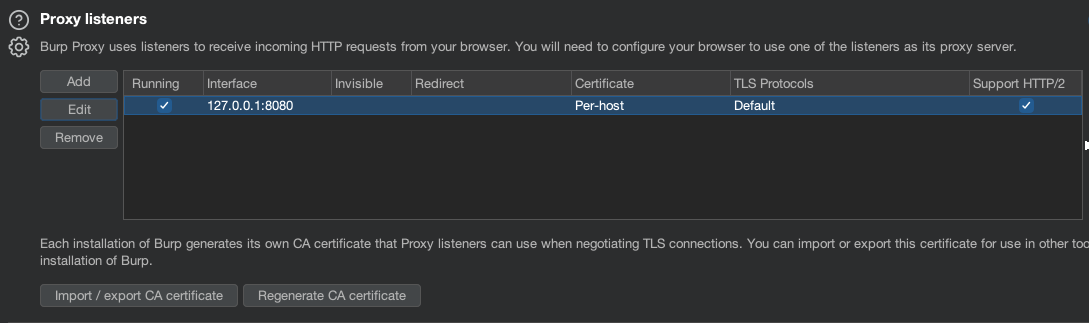 Proxy listeners
Burp Proxy uses listeners to receive incoming HTTP requests from your browser. You will need to configure your browser to use one of the listeners as its proxy server.
Add
Running Interface Invisible Redirect Certificate TLS Protocols Support HTTP/2
Edit
127.0.0.1:8080 Per-host Default
Remove
Each installation of Burp generates its own CA certificate that Proxy listeners can use when negotiating TLS connections. You can import or export this certificate for use in other too
installation of Burp.
Import / export CA certificate Regenerate CA certificate